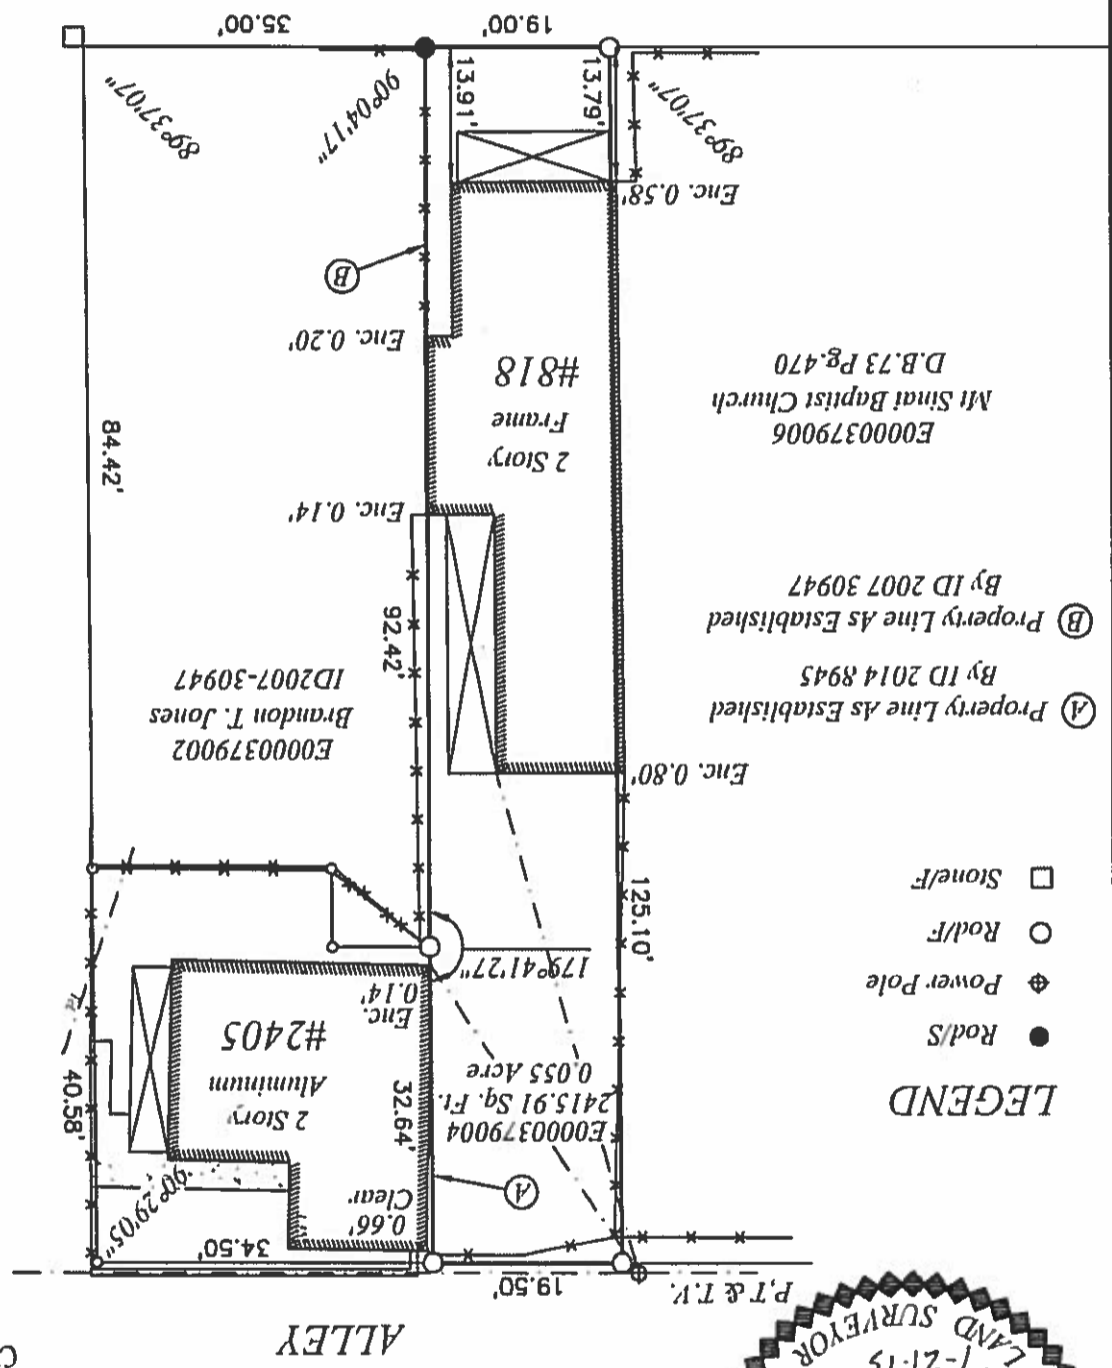 LAND SURVEYOR
ALLEY
P,T & T.V.
19.50'
34.50'
90°29'05"
40.58'
A
0.66'
Clear
32.64'
2 Story
Aluminum
#2405
Enc.
0.14'
E0000379004
2415.91 Sq. Ft.
0.055 Acre
179°41'27"
LEGEND
Rod/S
Power Pole
Rod/F
Stone/F
125.10'
Enc. 0.80'
A Property Line As Established
By ID 2014 8945
B Property Line As Established
By ID 2007 30947
E0000379002
Brandon T. Jones
ID2007-30947
92.42'
84.42'
Enc. 0.14'
2 Story
Frame
#818
E0000379006
Mt Sinai Baptist Church
D.B.73 Pg.470
Enc. 0.20'
B
Enc. 0.58'
13.79'
13.91'
89°37'07"
90°04'17"
89°37'07"
19.00'
35.00'